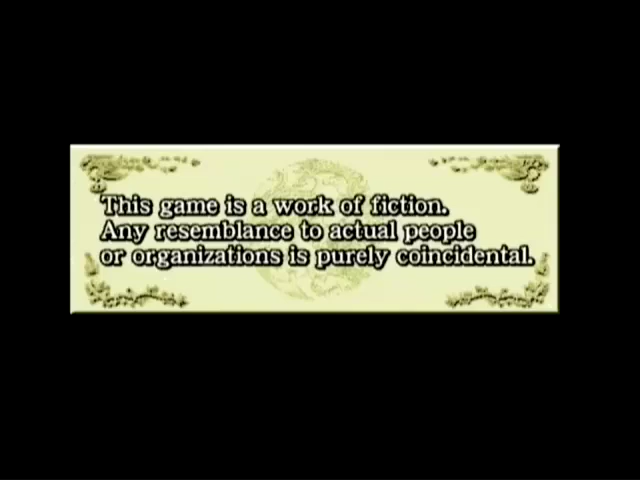 This game is a work of fiction.
Any resemblance to actual people
or organizations is purely coincidental.